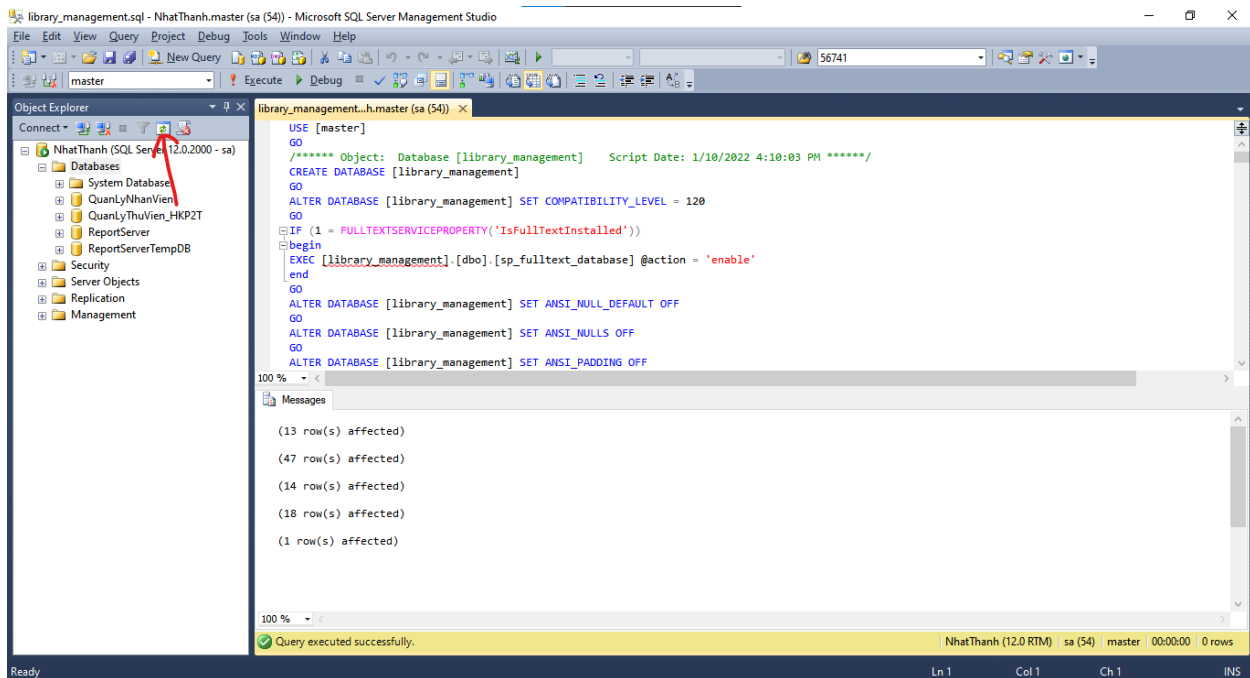 library_management.sql - NhatThanh.master (sa (54)) - Microsoft SQL Server Management Studio
File Edit View Query Project Debug Tools Window Help
New Query 56741
master Execute Debug
Object Explorer
Connect
NhatThanh (SQL Server 12.0.2000 - sa)
Databases
System Databases
QuanLyNhanVien
QuanLyThuVien_HKP2T
ReportServer
ReportServerTempDB
Security
Server Objects
Replication
Management
library_management...h.master (sa (54))
USE [master]
GO
/****** Object:  Database [library_management]    Script Date: 1/10/2022 4:10:03 PM ******/
CREATE DATABASE [library_management]
GO
ALTER DATABASE [library_management] SET COMPATIBILITY_LEVEL = 120
GO
IF (1 = FULLTEXTSERVICEPROPERTY('IsFullTextInstalled'))
begin
EXEC [library_management].[dbo].[sp_fulltext_database] @action = 'enable'
end
GO
ALTER DATABASE [library_management] SET ANSI_NULL_DEFAULT OFF
GO
ALTER DATABASE [library_management] SET ANSI_NULLS OFF
GO
ALTER DATABASE [library_management] SET ANSI_PADDING OFF
100 %
Messages
(13 row(s) affected)
(47 row(s) affected)
(14 row(s) affected)
(18 row(s) affected)
(1 row(s) affected)
100 %
Query executed successfully. NhatThanh (12.0 RTM) sa (54) master 00:00:00 0 rows
Ready Ln 1 Col 1 Ch 1 INS